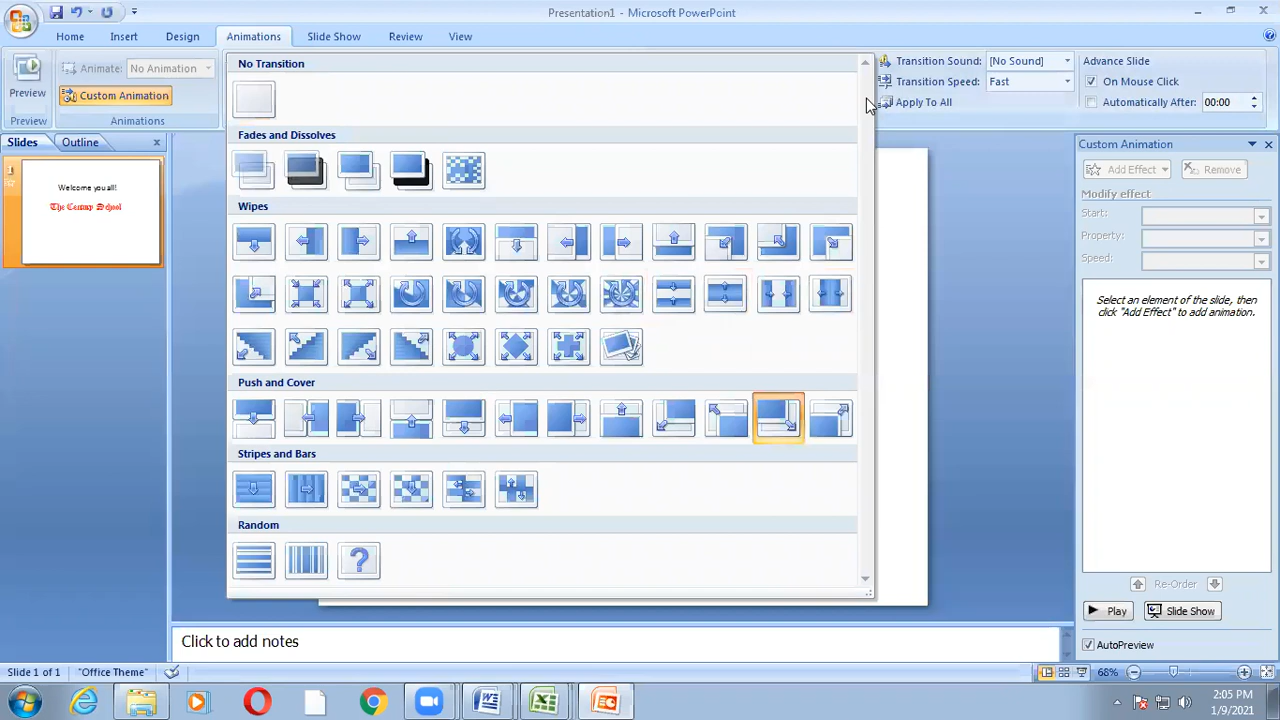 Presentation1 - Microsoft PowerPoint
Home Insert Design Animations Slide Show Review View
Preview
Preview
Animate: No Animation
Custom Animation
Animations
Transition Sound: [No Sound]
Transition Speed: Fast
Apply To All
Advance Slide
On Mouse Click
Automatically After: 00:00
Slides Outline
1
Welcome you all!
The Centup School
No Transition
Fades and Dissolves
Wipes
Push and Cover
Stripes and Bars
Random
?
Custom Animation
Add Effect Remove
Modify effect
Start:
Property:
Speed:
Select an element of the slide, then
click "Add Effect" to add animation.
Re-Order
Play Slide Show
AutoPreview
Click to add notes
Slide 1 of 1 "Office Theme" 68%
2:05 PM
1/9/2021